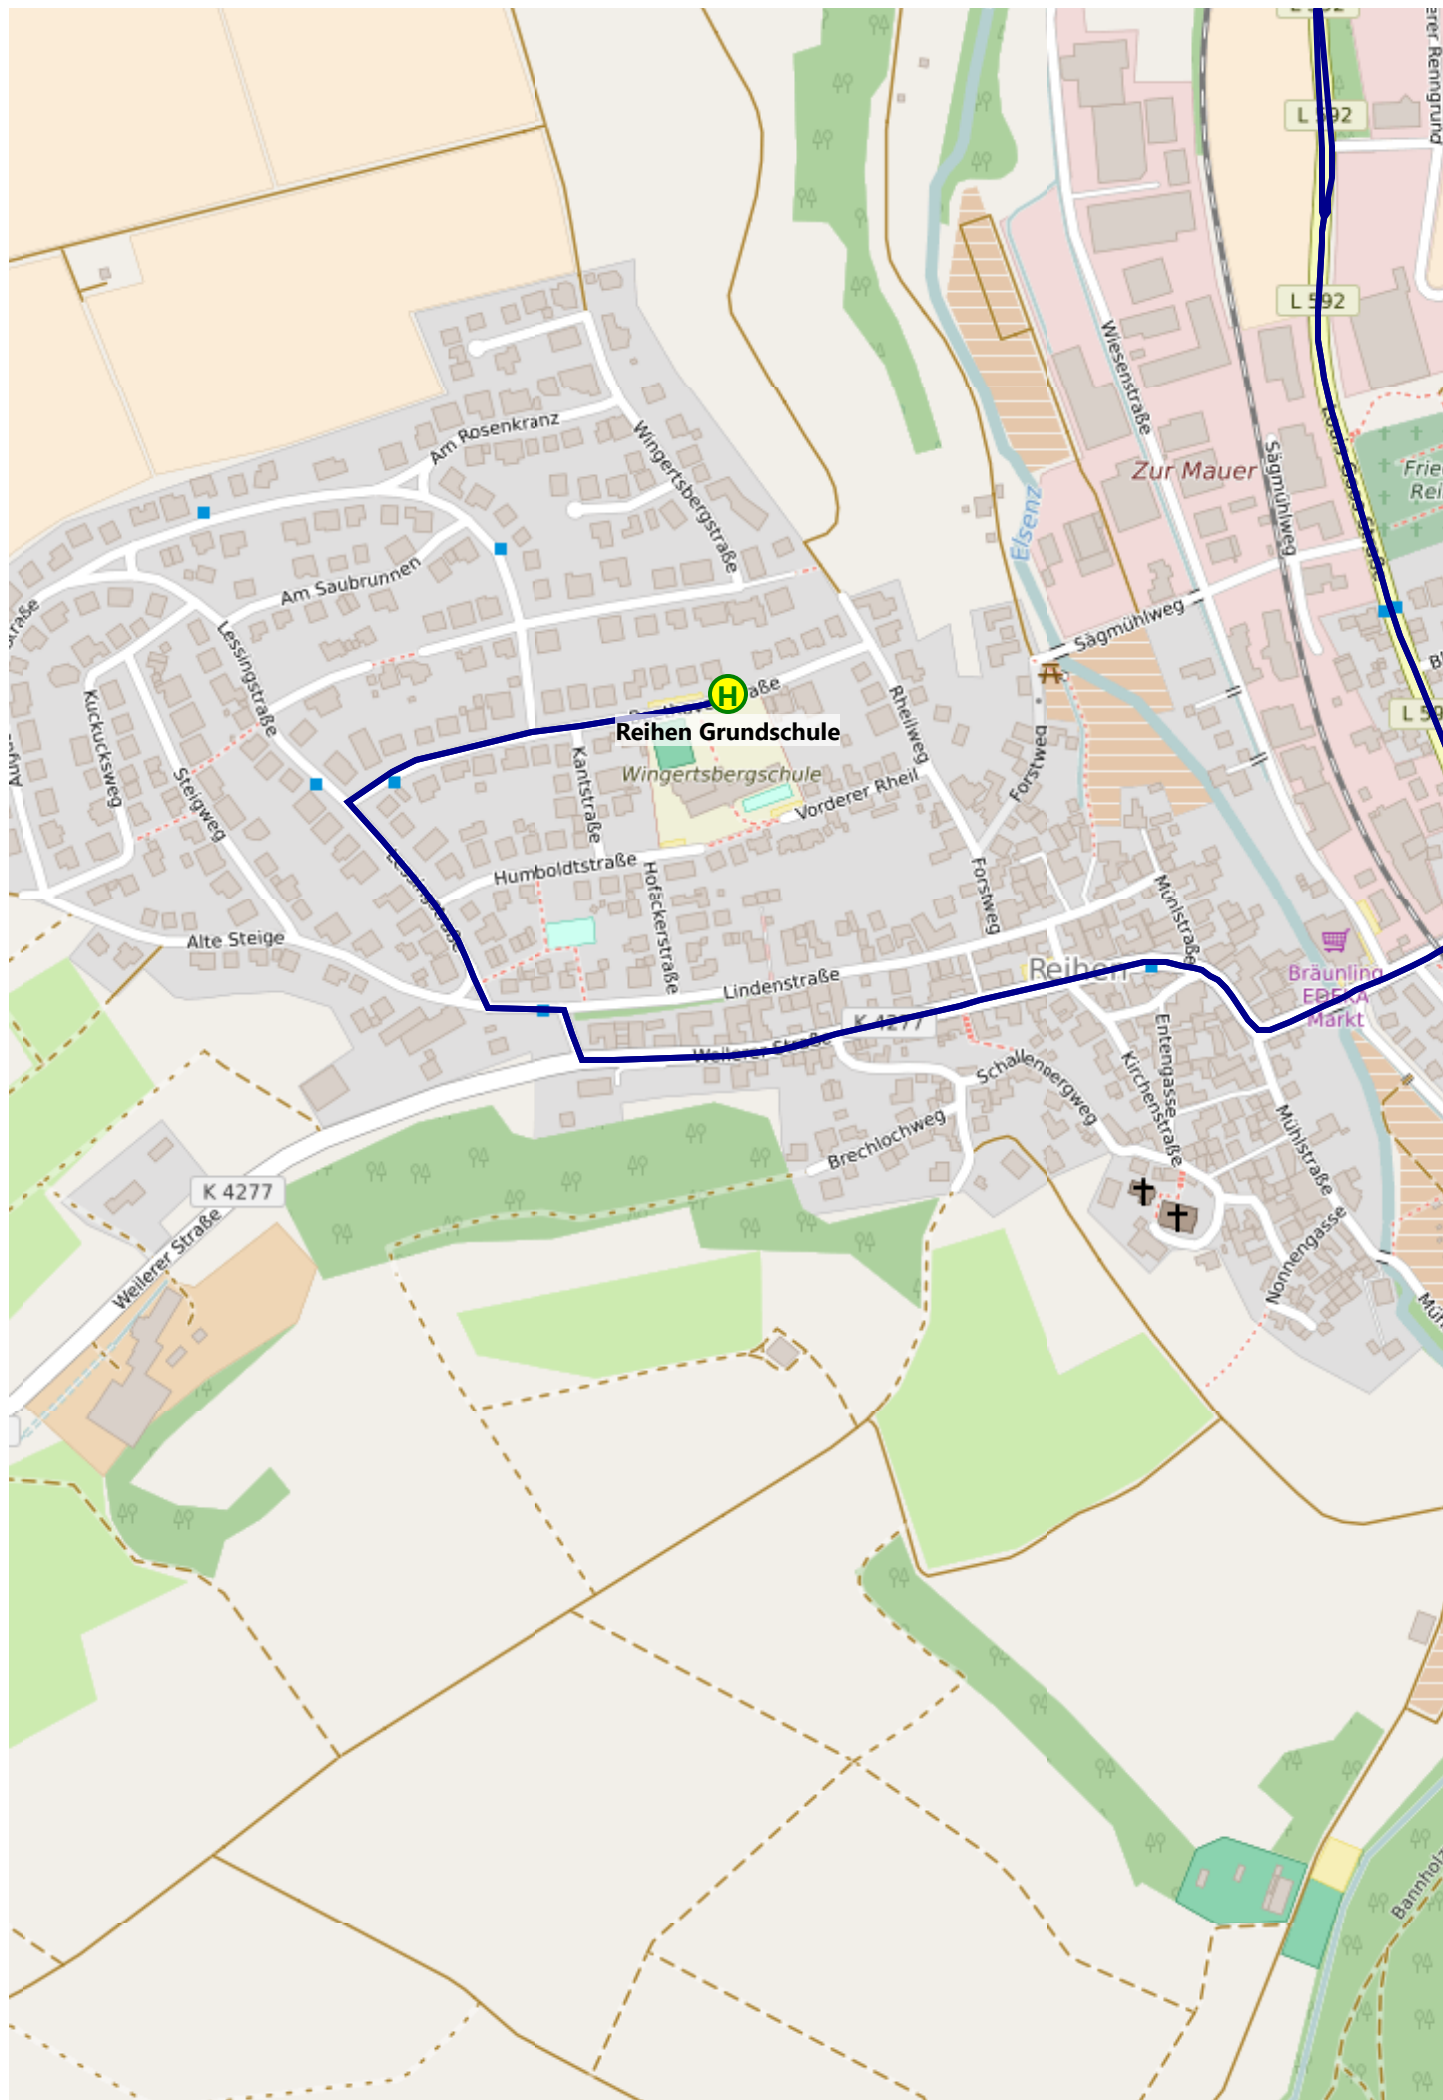 L 592
L 592
Wiesenstraße
Am Rosenkranz
Wingertsbergstraße
Zur Mauer
Sägmühlweg
Elsenz
Am Saubrunnen
Lessingstraße
Sägmühlweg
H
Reihen Grundschule
Kuckucksweg
Steigweg
Kantstraße
Wingertsbergschule
Vorderer Rheil
Rheilweg
Forstweg
Lessingstraße
Humboldtstraße
Hofäckerstraße
Forstweg
Mühlstraße
Alte Steige
Lindenstraße
Reihen
Bräunling
EDEKA
Markt
K 4277
Weilerer Straße
Schallenbergweg
Entengasse
Kirchenstraße
Brechlochweg
Mühlstraße
K 4277
Weilerer Straße
Nonnengasse
Bannholz